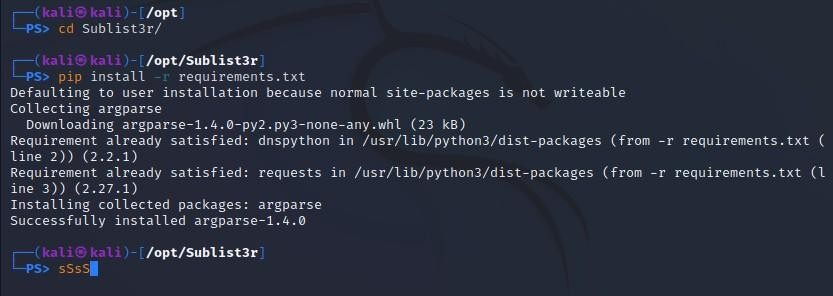 ┌──(kali㉿kali)-[/opt]
└─PS> cd Sublist3r/
┌──(kali㉿kali)-[/opt/Sublist3r]
└─PS> pip install -r requirements.txt
Defaulting to user installation because normal site-packages is not writeable
Collecting argparse
  Downloading argparse-1.4.0-py2.py3-none-any.whl (23 kB)
Requirement already satisfied: dnspython in /usr/lib/python3/dist-packages (from -r requirements.txt (
line 2)) (2.2.1)
Requirement already satisfied: requests in /usr/lib/python3/dist-packages (from -r requirements.txt (l
ine 3)) (2.27.1)
Installing collected packages: argparse
Successfully installed argparse-1.4.0
┌──(kali㉿kali)-[/opt/Sublist3r]
└─PS> sSsS